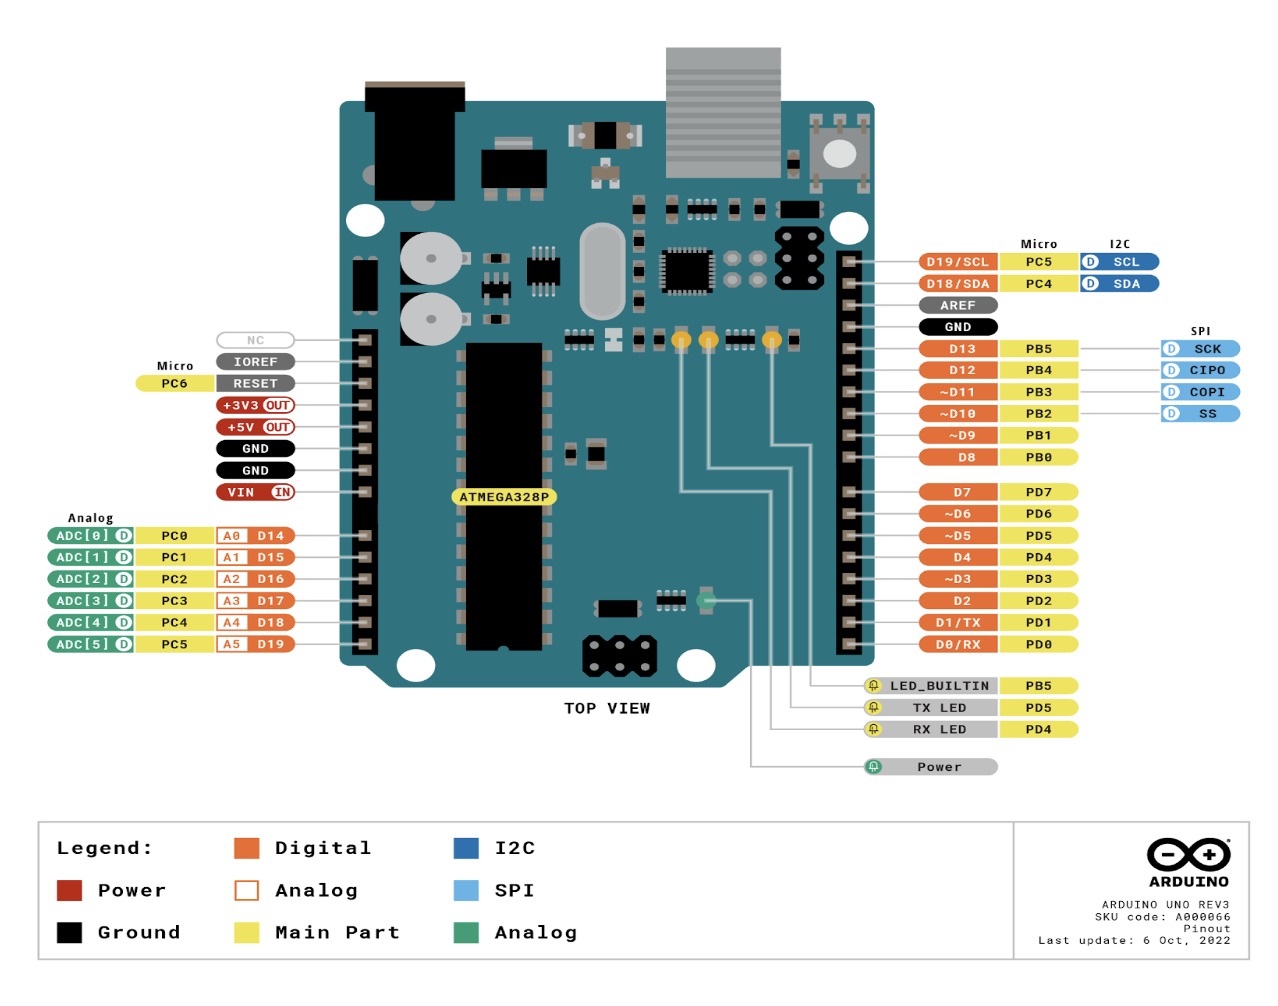 Micro I2C
D19/SCL PC5 D SCL
D18/SDA PC4 D SDA
AREF
GND
SPI
D13 PB5 D SCK
D12 PB4 D CIPO
~D11 PB3 D COPI
~D10 PB2 D SS
~D9 PB1
D8 PB0
D7 PD7
~D6 PD6
~D5 PD5
D4 PD4
~D3 PD3
D2 PD2
D1/TX PD1
D0/RX PD0
NC
IOREF
Micro
PC6 RESET
+3V3 OUT
+5V OUT
GND
GND
VIN IN
Analog
ADC[0] D PC0 A0 D14
ADC[1] D PC1 A1 D15
ADC[2] D PC2 A2 D16
ADC[3] D PC3 A3 D17
ADC[4] D PC4 A4 D18
ADC[5] D PC5 A5 D19
ATMEGA328P
LED_BUILTIN PB5
TX LED PD5
RX LED PD4
Power
TOP VIEW
Legend:
Power
Ground
Digital
Analog
Main Part
I2C
SPI
Analog
ARDUINO
ARDUINO UNO REV3
SKU code: A000066
Pinout
Last update: 6 Oct, 2022